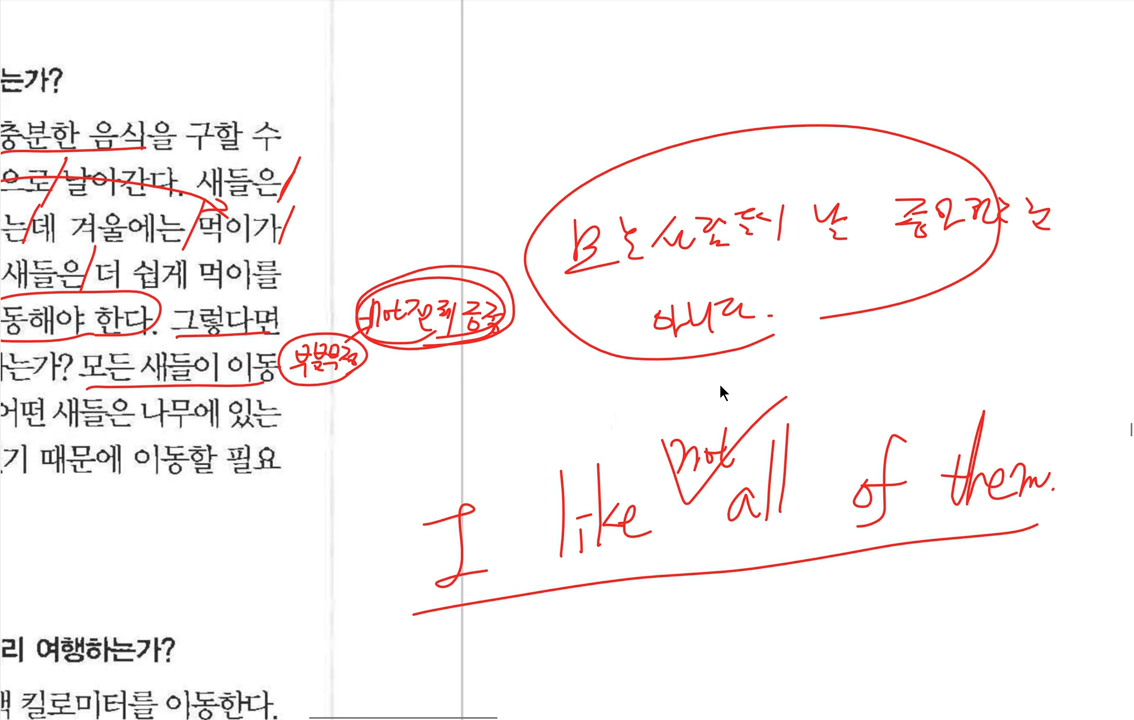 는가?
충분한 음식을 구할 수
으로 날아간다. 새들은
는데 겨울에는 먹이가
새들은 더 쉽게 먹이를
동해야 한다. 그렇다면
는가? 모든 새들이 이동
어떤 새들은 나무에 있는
기 때문에 이동할 필요
리 여행하는가?
킬로미터를 이동한다.
not
부분부정
모든 사람들이 날 좋아하는
아니다.
I like not all of them.